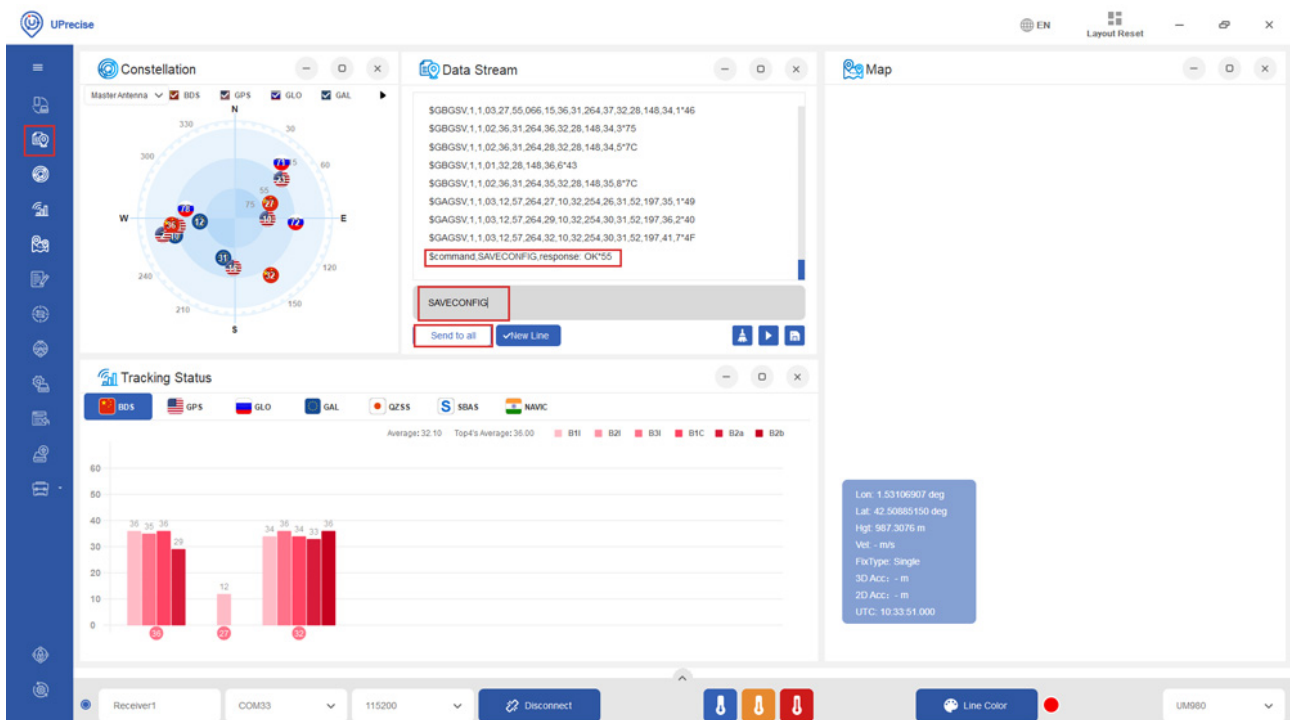 UPrecise
EN
Layout Reset
Constellation
MasterAntenna BDS GPS GLO GAL
N
330
30
300
60
55
75
W
E
240
120
210
150
S
71
5
23
27
78
12
36
72
31
32
Data Stream
$GBGSV,1,1,03,27,55,066,15,36,31,264,37,32,28,148,34,1*46
$GBGSV,1,1,02,36,31,264,36,32,28,148,34,3*75
$GBGSV,1,1,02,36,31,264,28,32,28,148,34,5*7C
$GBGSV,1,1,01,32,28,148,36,6*43
$GBGSV,1,1,02,36,31,264,35,32,28,148,35,8*7C
$GAGSV,1,1,03,12,57,264,27,10,32,254,26,31,52,197,35,1*49
$GAGSV,1,1,03,12,57,264,29,10,32,254,30,31,52,197,36,2*40
$GAGSV,1,1,03,12,57,264,32,10,32,254,30,31,52,197,41,7*4F
$command,SAVECONFIG,response: OK*55
SAVECONFIG
Send to all
New Line
Map
Lon: 1.53106907 deg
Lat: 42.50885150 deg
Hgt: 987.3076 m
Vel: - m/s
FixType: Single
3D Acc: - m
2D Acc: - m
UTC: 10:33:51.000
Tracking Status
BDS GPS GLO GAL QZSS SBAS NAVIC
Average: 32.10 Top4's Average: 36.00 B1I B2I B3I B1C B2a B2b
60
50
40
30
20
10
0
36 35 36 29
12
34 36 34 33 36
36 27 32
Receiver1 COM33 115200 Disconnect Line Color UM980